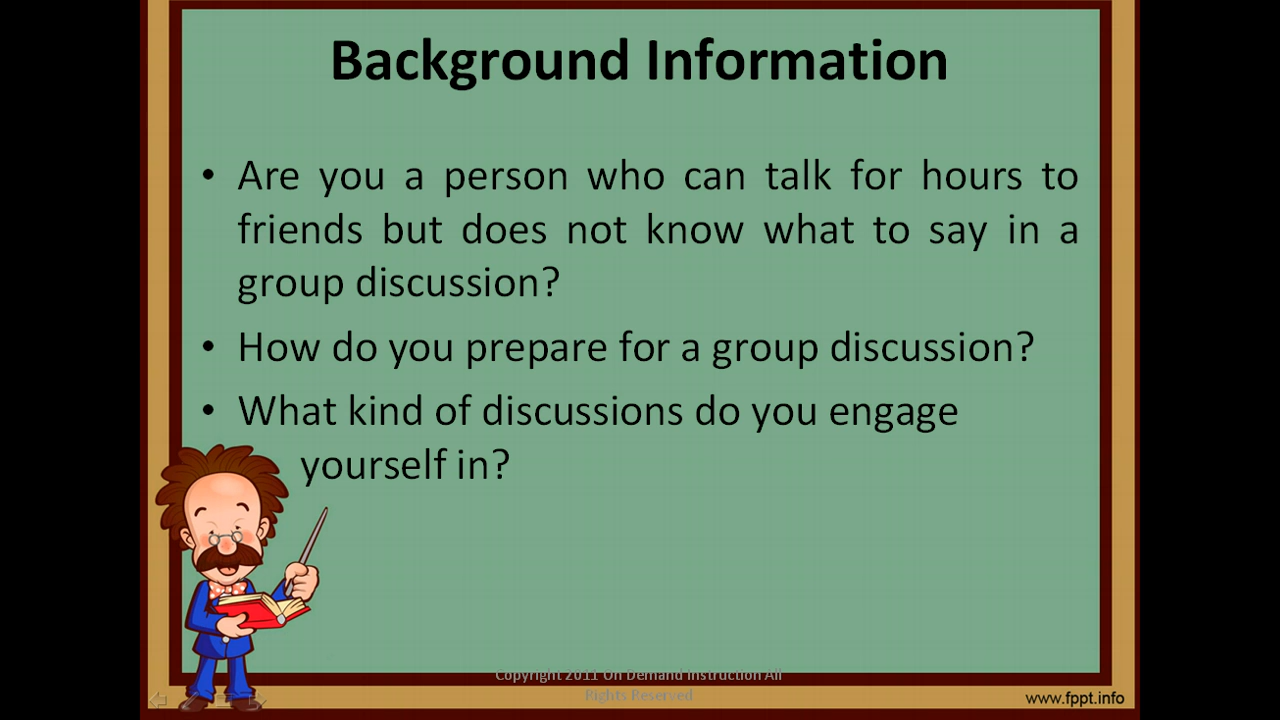 Background Information
• Are you a person who can talk for hours to
friends but does not know what to say in a
group discussion?
• How do you prepare for a group discussion?
• What kind of discussions do you engage
yourself in?
Copyright 2011 On Demand Instruction All
Rights Reserved
www.fppt.info